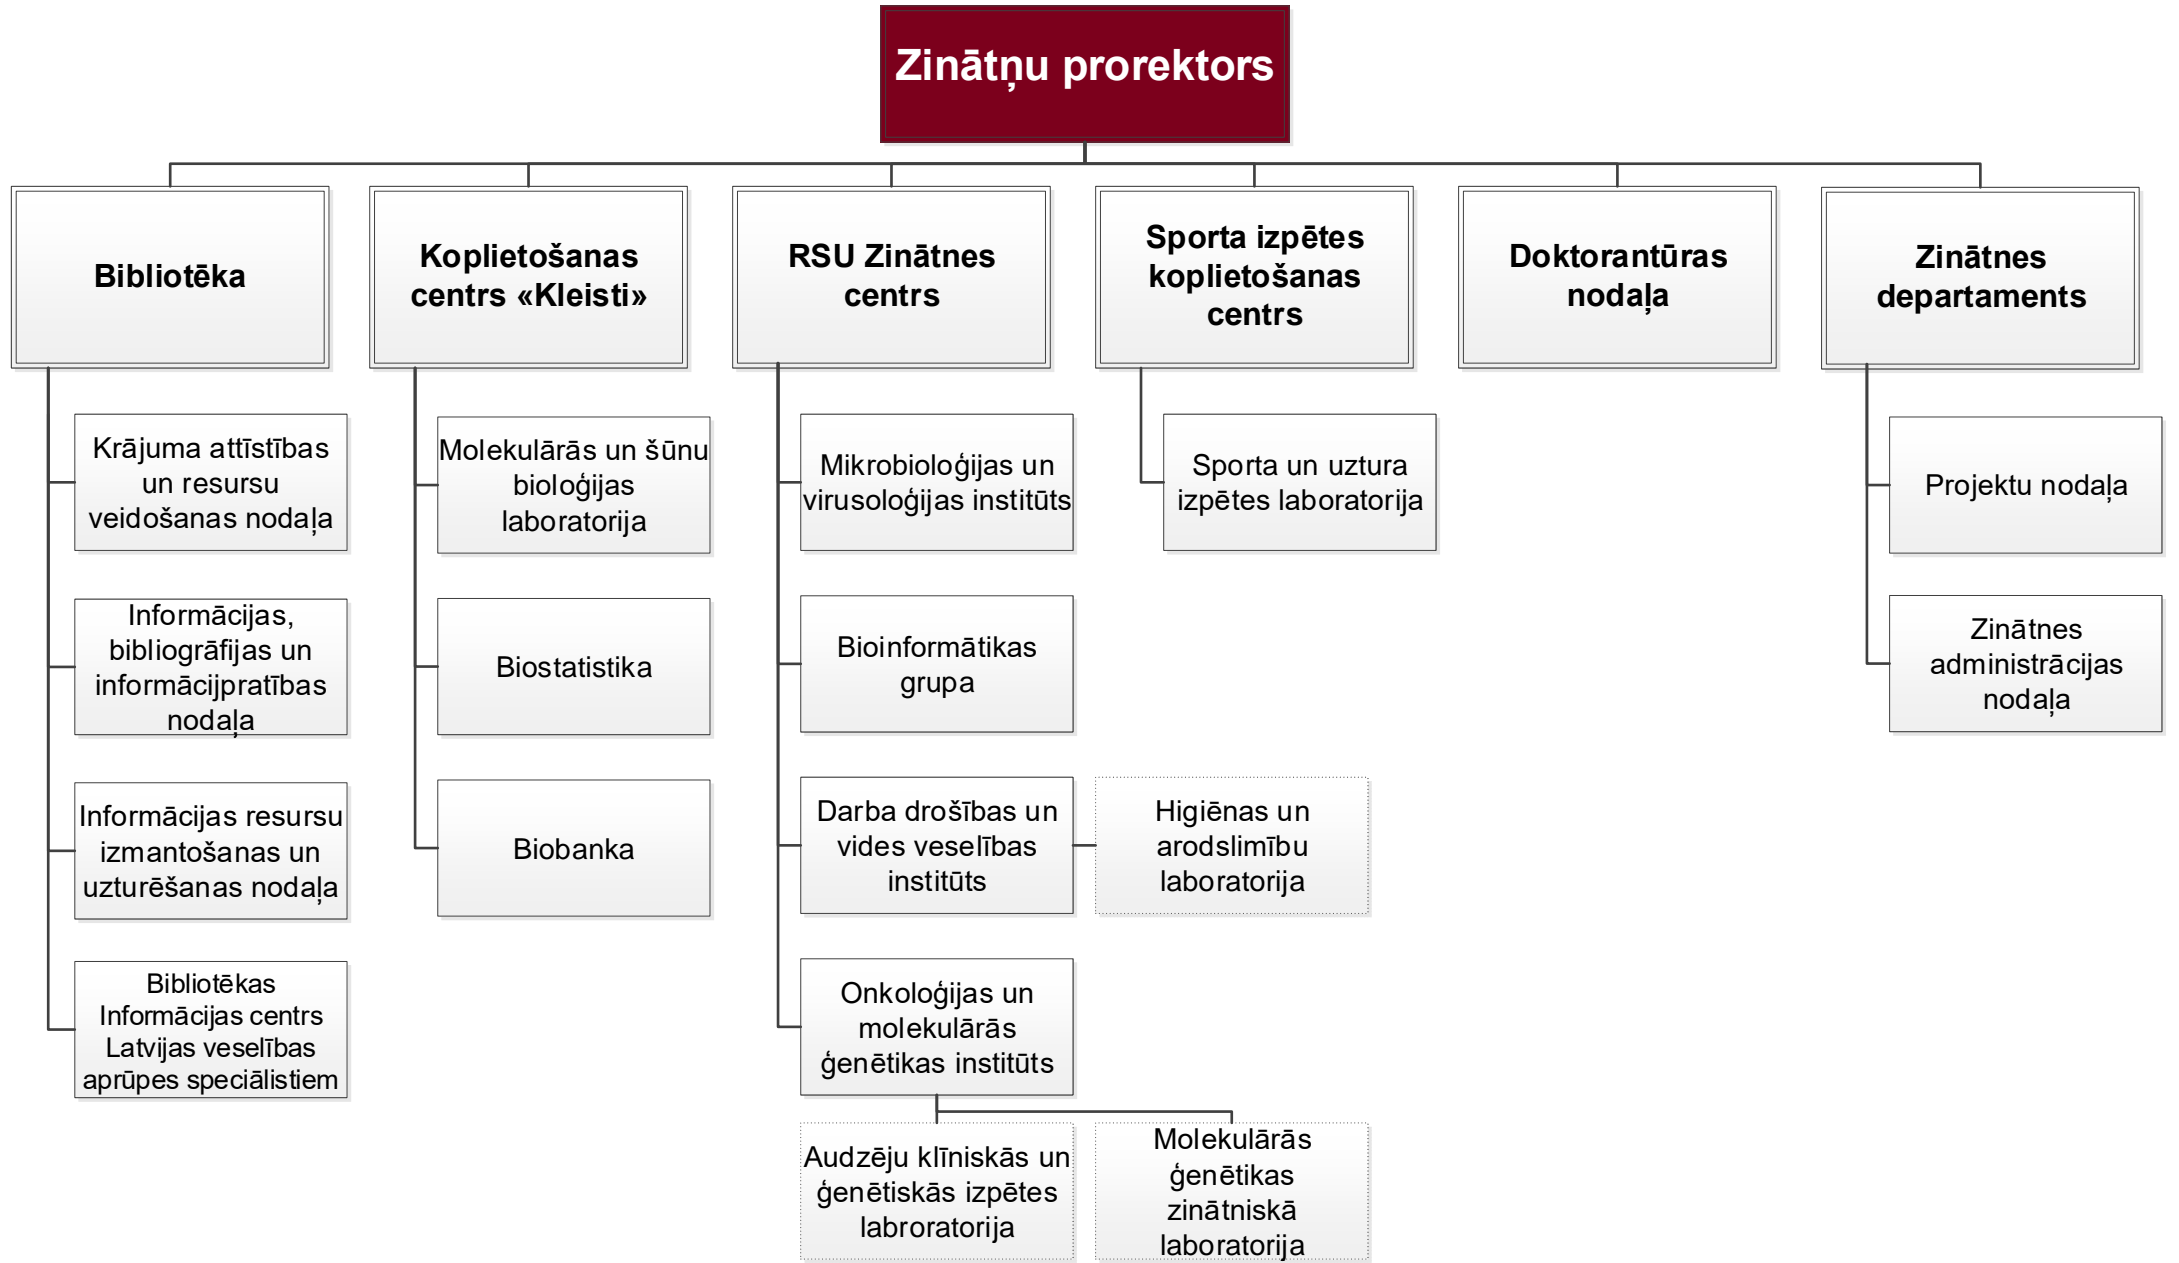 Zinātņu prorektors
Bibliotēka
Koplietošanas
centrs «Kleisti»
RSU Zinātnes
centrs
Sporta izpētes
koplietošanas
centrs
Doktorantūras
nodaļa
Zinātnes
departaments
Krājuma attīstības
un resursu
veidošanas nodaļa
Informācijas,
bibliogrāfijas un
informācijpratības
nodaļa
Informācijas resursu
izmantošanas un
uzturēšanas nodaļa
Bibliotēkas
Informācijas centrs
Latvijas veselības
aprūpes speciālistiem
Molekulārās un šūnu
bioloģijas
laboratorija
Biostatistika
Biobanka
Mikrobioloģijas un
virusoloģijas institūts
Bioinformātikas
grupa
Darba drošības un
vides veselības
institūts
Higiēnas un
arodslimību
laboratorija
Onkoloģijas un
molekulārās
ģenētikas institūts
Audzēju klīniskās un
ģenētiskās izpētes
labroratorija
Molekulārās
ģenētikas
zinātniskā
laboratorija
Sporta un uztura
izpētes laboratorija
Projektu nodaļa
Zinātnes
administrācijas
nodaļa